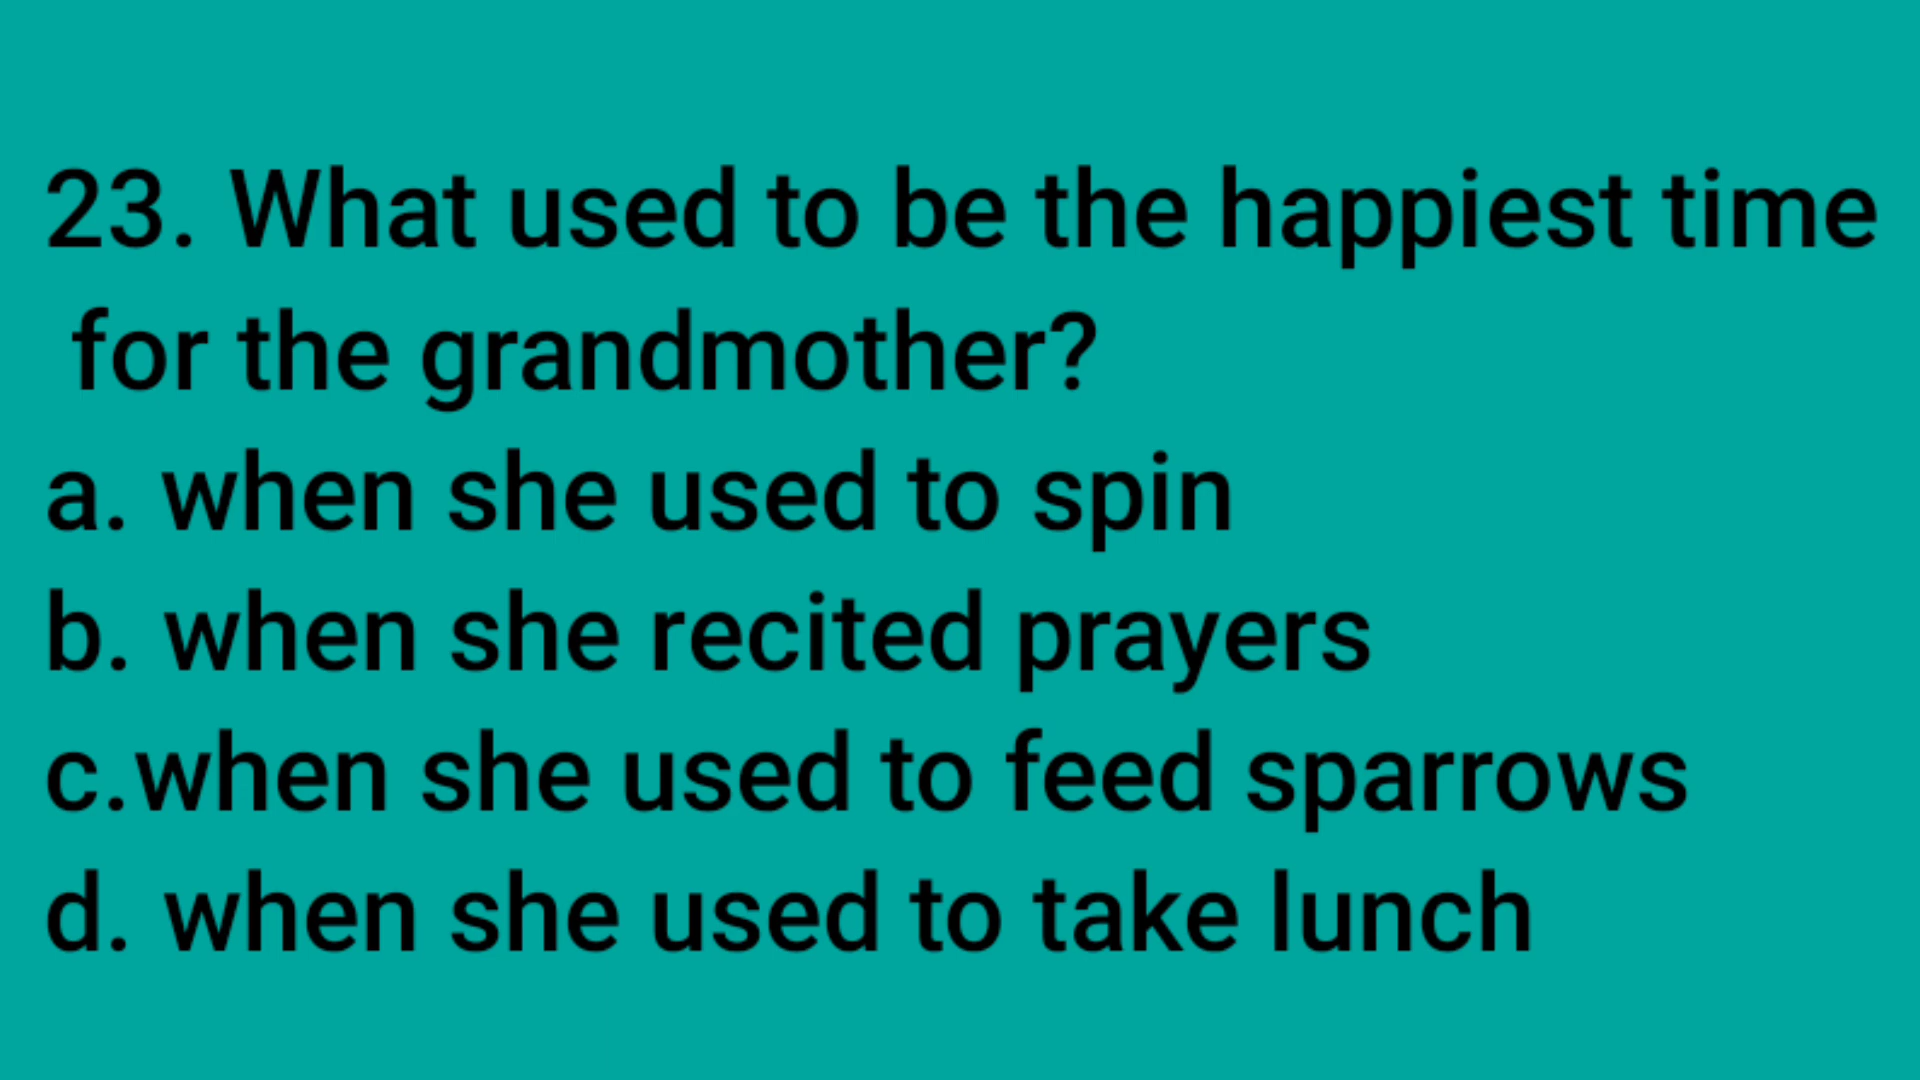 23. What used to be the happiest time
for the grandmother?
a. when she used to spin
b. when she recited prayers
c.when she used to feed sparrows
d. when she used to take lunch